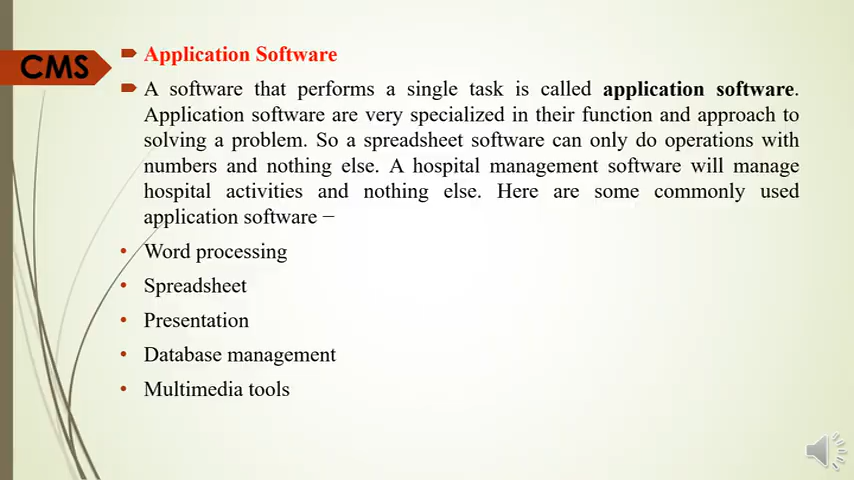 CMS
Application Software
A software that performs a single task is called application software.
Application software are very specialized in their function and approach to
solving a problem. So a spreadsheet software can only do operations with
numbers and nothing else. A hospital management software will manage
hospital activities and nothing else. Here are some commonly used
application software −
• Word processing
• Spreadsheet
• Presentation
• Database management
• Multimedia tools